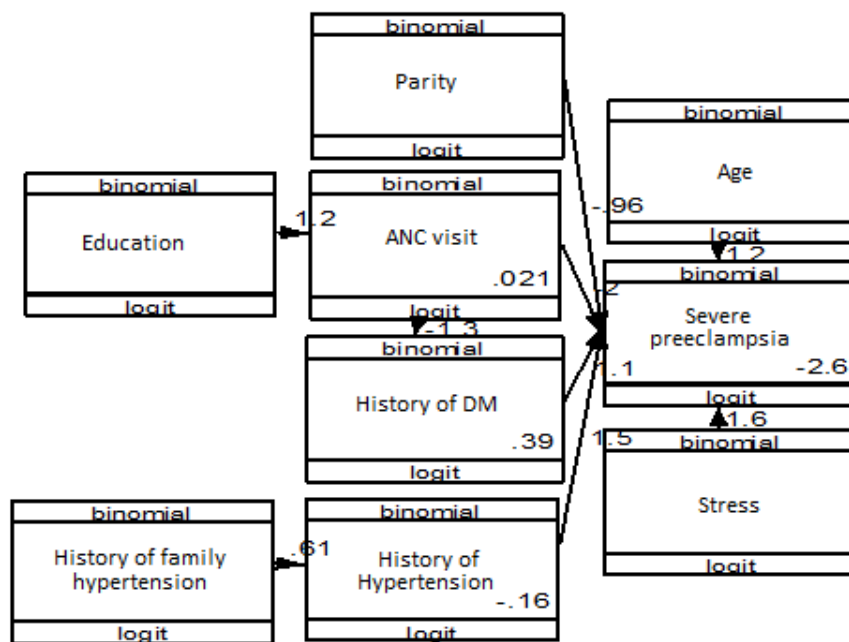 binomial
Parity
logit
binomial
Age
logit
binomial
Education
logit
1.2
binomial
ANC visit
.021
logit
-.96
-.2
1.2
binomial
Severe
preeclampsia
-2.6
logit
-1.3
binomial
History of DM
.39
logit
1.1
1.5
1.6
binomial
Stress
logit
binomial
History of family
hypertension
logit
.61
binomial
History of
Hypertension
-.16
logit